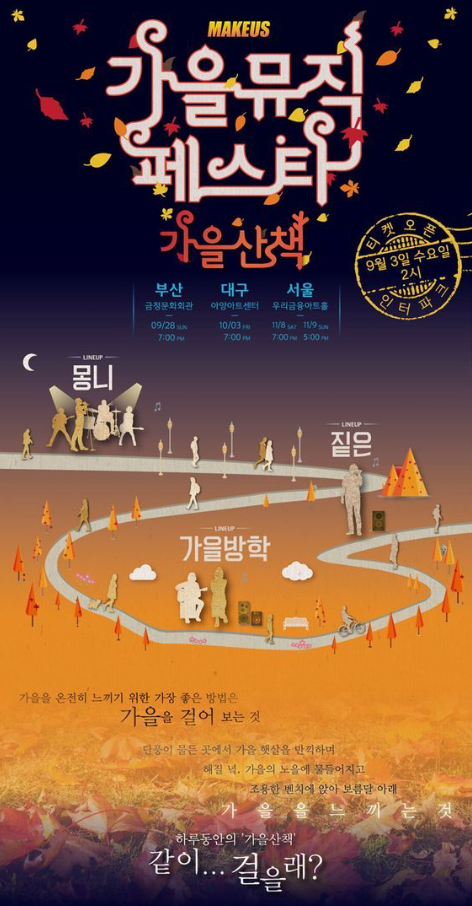 MAKEUS
가을뮤직
페스타
가을산책
티켓오픈
9월 3일 수요일
2시
인터파크
부산 대구 서울
금정문화회관 아양아트센터 우리금융아트홀
09/28 SUN 10/03 FRI 11/8 SAT 11/9 SUN
7:00 PM 7:00 PM 7:00 PM 5:00 PM
LINEUP
몽니
LINEUP
짙은
LINEUP
가을방학
가을을 온전히 느끼기 위한 가장 좋은 방법은
가을을 걸어 보는 것
단풍이 물든 곳에서 가을 햇살을 만끽하며
해질 녘, 가을의 노을에 물들어지고
조용한 벤치에 앉아 보름달 아래
가을을느끼는것
하루동안의 '가을산책'
같이... 걸을래?